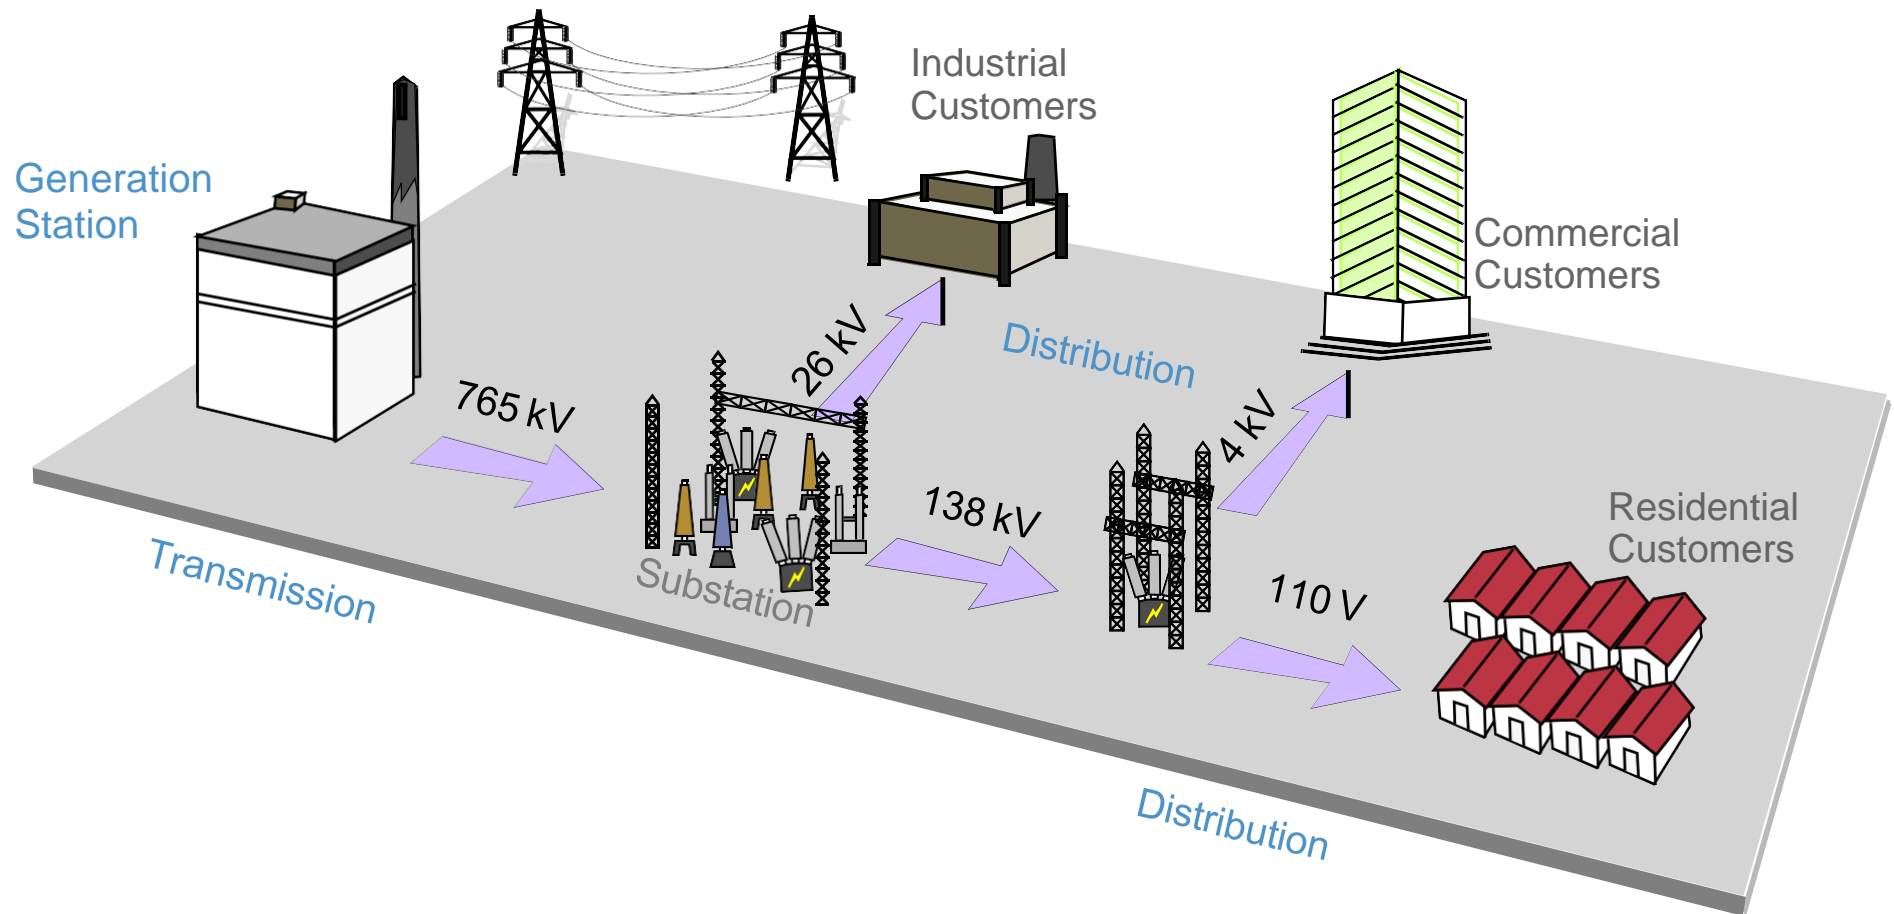 Industrial
Customers
Generation
Station
Commercial
Customers
26 kV
Distribution
765 kV
4 kV
138 kV
Residential
Customers
Transmission
Substation
110 V
Distribution